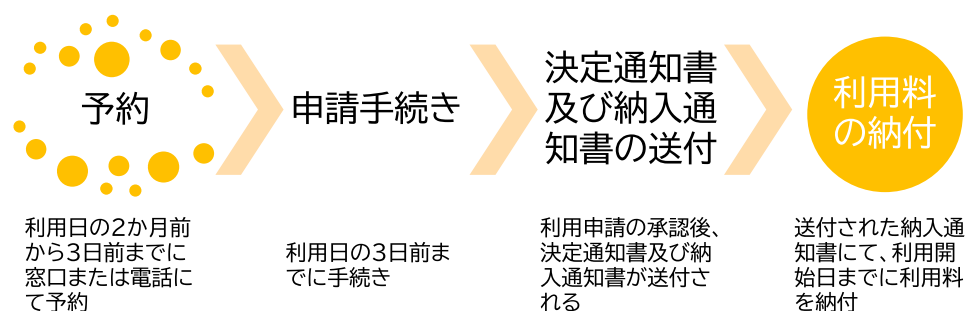 予約
申請手続き
決定通知書
及び納入通
知書の送付
利用料
の納付
利用日の2か月前
から3日前までに
窓口または電話に
て予約
利用日の3日前ま
でに手続き
利用申請の承認後、
決定通知書及び納
入通知書が送付さ
れる
送付された納入通
知書にて、利用開
始日までに利用料
を納付